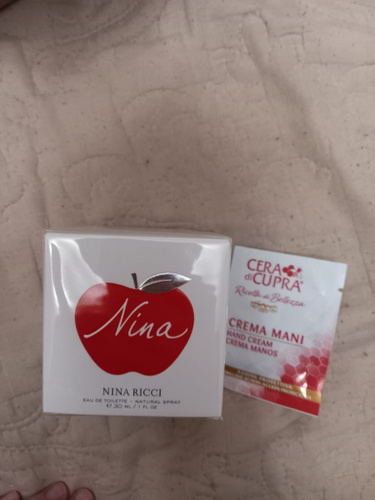 Nina
NINA RICCI
EAU DE TOILETTE - NATURAL SPRAY
℮ 30 ML / 1 FL OZ
CERA
di CUPRA®
Ricetta di Bellezza
CREMA MANI
HAND CREAM
CREMA MANOS